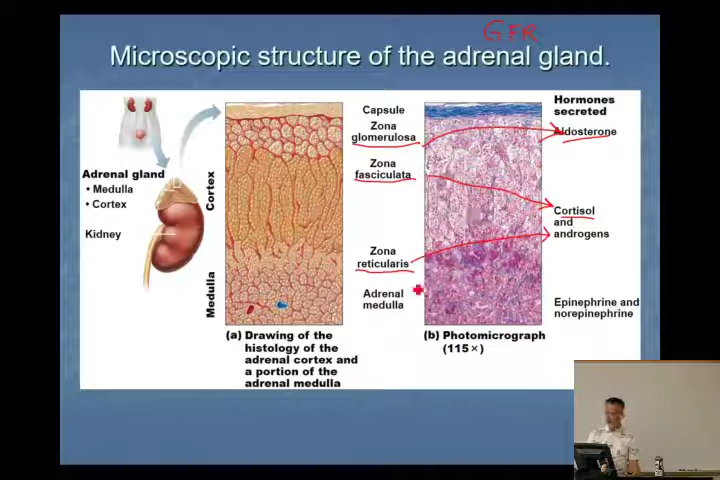 GFR
Microscopic structure of the adrenal gland.
Hormones
secreted
Capsule
Zona
glomerulosa
Aldosterone
Zona
fasciculata
Adrenal gland
• Medulla
• Cortex
Cortex
Kidney
Cortisol
and
androgens
Zona
reticularis
Medulla
Adrenal
medulla
Epinephrine and
norepinephrine
(a) Drawing of the
histology of the
adrenal cortex and
a portion of the
adrenal medulla
(b) Photomicrograph
(115×)